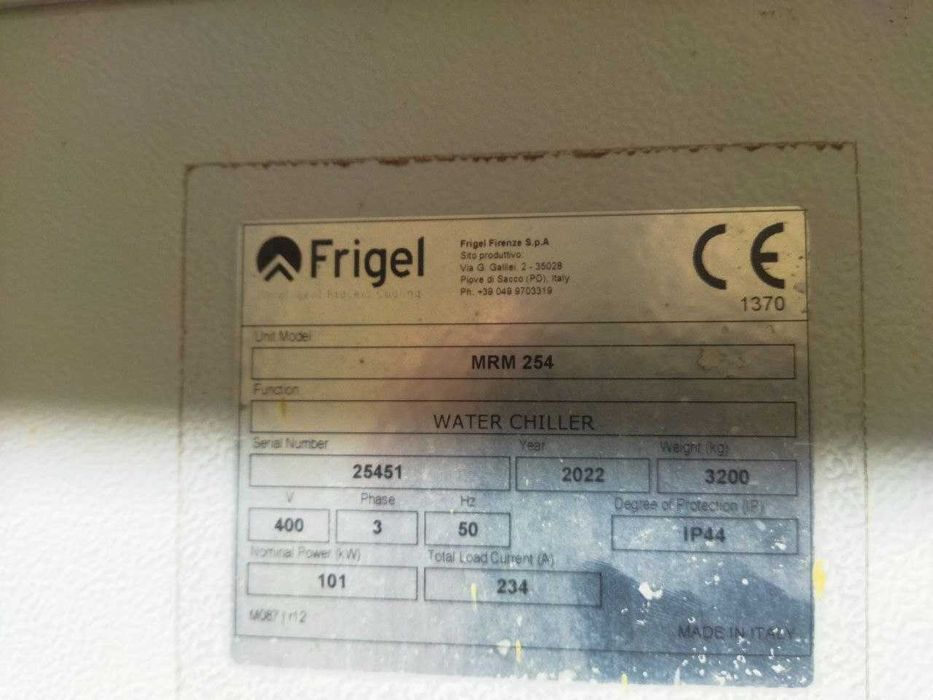 Frigel
Frigel Firenze S.p.A
Sito produttivo:
Via G. Galilei, 2 - 35028
Piove di Sacco (PD), Italy
Ph. +39 049 9703319
CE
1370
Unit Model
MRM 254
Function
WATER CHILLER
Serial Number Year Weight (kg)
25451 2022 3200
V Phase Hz Degree of Protection (IP)
400 3 50 IP44
Nominal Power (kW) Total Load Current (A)
101 234
M087 | r12
MADE IN ITALY